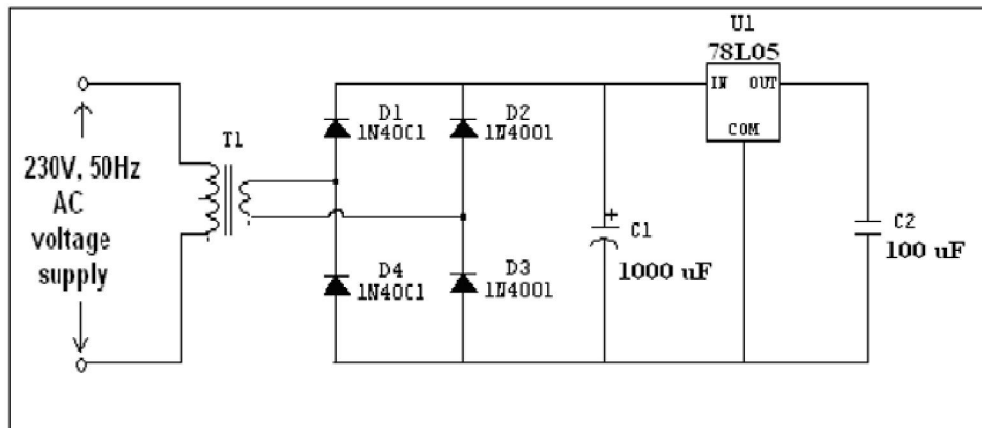 U1
78L05
IN OUT
COM
D1
1N40C1
D2
1N4001
T1
230V, 50Hz
AC
voltage
supply
+
C1
1000 uF
C2
100 uF
D4
1N40C1
D3
1N4001